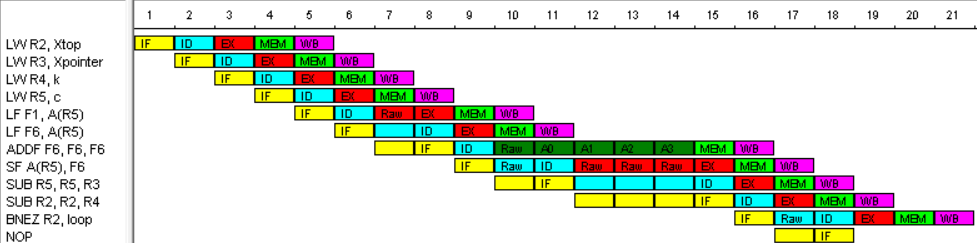 1 2 3 4 5 6 7 8 9 10 11 12 13 14 15 16 17 18 19 20 21
LW R2, Xtop IF ID EX MEM WB
LW R3, Xpointer IF ID EX MEM WB
LW R4, k IF ID EX MEM WB
LW R5, c IF ID EX MEM WB
LF F1, A(R5) IF ID Raw EX MEM WB
LF F6, A(R5) IF ID EX MEM WB
ADDF F6, F6, F6 IF ID Raw A0 A1 A2 A3 MEM WB
SF A(R5), F6 IF Raw ID Raw Raw Raw EX MEM WB
SUB R5, R5, R3 IF ID EX MEM WB
SUB R2, R2, R4 IF ID EX MEM WB
BNEZ R2, loop IF Raw ID EX MEM WB
NOP IF